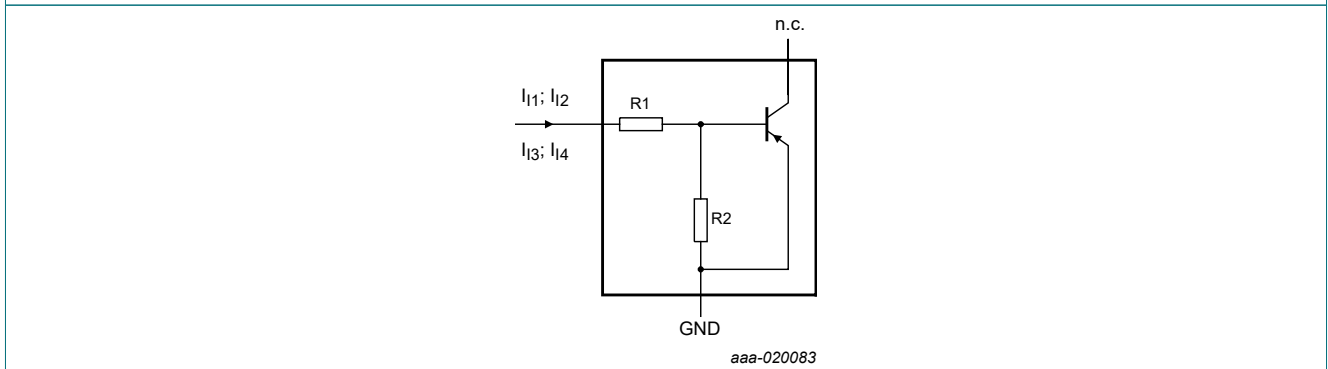 n.c.
I_I1; I_I2
R1
I_I3; I_I4
R2
GND
aaa-020083